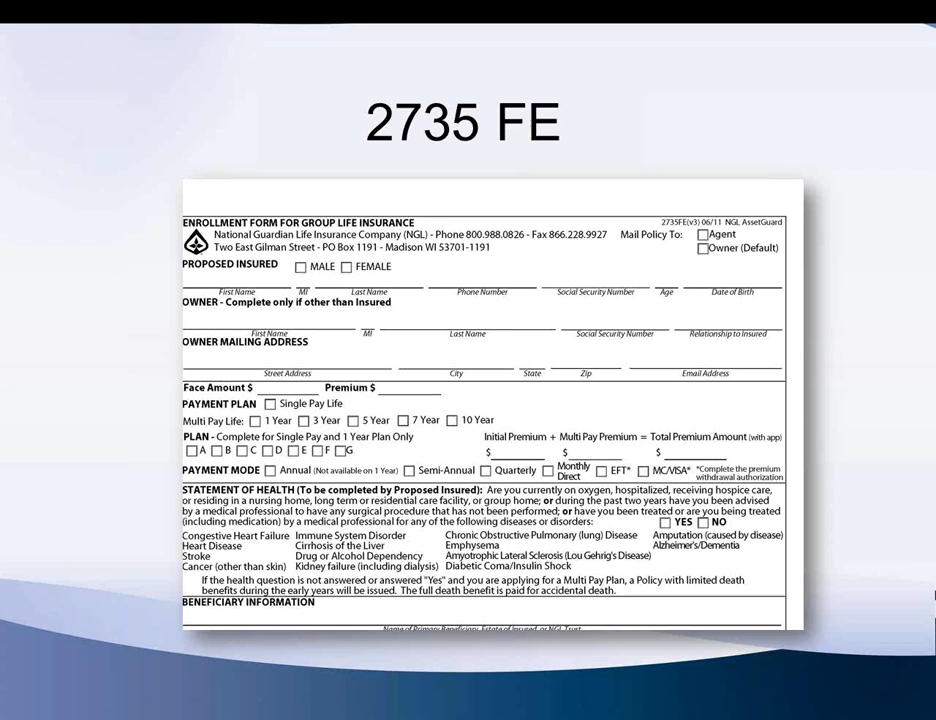 2735 FE
ENROLLMENT FORM FOR GROUP LIFE INSURANCE 2735FE(v3) 06/11 NGL AssetGuard
National Guardian Life Insurance Company (NGL) - Phone 800.988.0826 - Fax 866.228.9927 Mail Policy To: Agent
Two East Gilman Street - PO Box 1191 - Madison WI 53701-1191 Owner (Default)
PROPOSED INSURED MALE FEMALE
First Name MI Last Name Phone Number Social Security Number Age Date of Birth
OWNER - Complete only if other than Insured
First Name MI Last Name Social Security Number Relationship to Insured
OWNER MAILING ADDRESS
Street Address City State Zip Email Address
Face Amount $ Premium $
PAYMENT PLAN Single Pay Life
Multi Pay Life: 1 Year 3 Year 5 Year 7 Year 10 Year
PLAN - Complete for Single Pay and 1 Year Plan Only Initial Premium + Multi Pay Premium = Total Premium Amount (with app)
A B C D E F G $ $ $
PAYMENT MODE Annual (Not available on 1 Year) Semi-Annual Quarterly Monthly Direct EFT* MC/VISA* *Complete the premium withdrawal authorization
STATEMENT OF HEALTH (To be completed by Proposed Insured): Are you currently on oxygen, hospitalized, receiving hospice care,
or residing in a nursing home, long term or residential care facility, or group home; or during the past two years have you been advised
by a medical professional to have any surgical procedure that has not been performed; or have you been treated or are you being treated
(including medication) by a medical professional for any of the following diseases or disorders: YES NO
Congestive Heart Failure Immune System Disorder Chronic Obstructive Pulmonary (lung) Disease Amputation (caused by disease)
Heart Disease Cirrhosis of the Liver Emphysema Alzheimer's/Dementia
Stroke Drug or Alcohol Dependency Amyotrophic Lateral Sclerosis (Lou Gehrig's Disease)
Cancer (other than skin) Kidney failure (including dialysis) Diabetic Coma/Insulin Shock
If the health question is not answered or answered "Yes" and you are applying for a Multi Pay Plan, a Policy with limited death
benefits during the early years will be issued. The full death benefit is paid for accidental death.
BENEFICIARY INFORMATION
Name of Primary Beneficiary, Estate of Insured, or NGL Trust